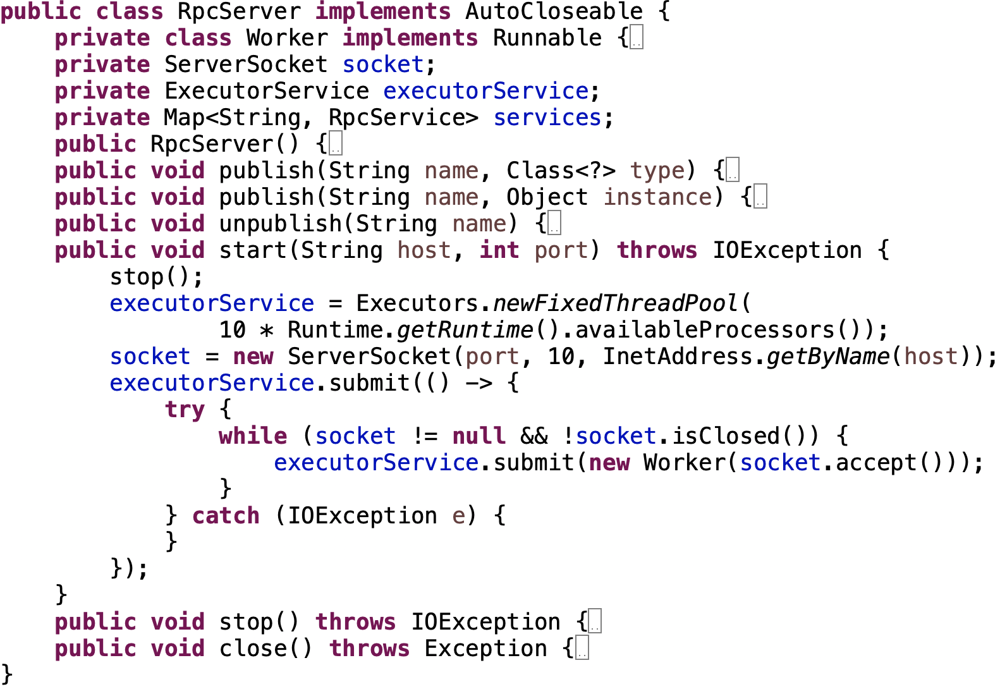 public class RpcServer implements AutoCloseable {
    private class Worker implements Runnable {..
    private ServerSocket socket;
    private ExecutorService executorService;
    private Map<String, RpcService> services;
    public RpcServer() {..
    public void publish(String name, Class<?> type) {..
    public void publish(String name, Object instance) {..
    public void unpublish(String name) {..
    public void start(String host, int port) throws IOException {
        stop();
        executorService = Executors.newFixedThreadPool(
                10 * Runtime.getRuntime().availableProcessors());
        socket = new ServerSocket(port, 10, InetAddress.getByName(host));
        executorService.submit(() -> {
            try {
                while (socket != null && !socket.isClosed()) {
                    executorService.submit(new Worker(socket.accept()));
                }
            } catch (IOException e) {
            }
        });
    }
    public void stop() throws IOException {..
    public void close() throws Exception {..
}